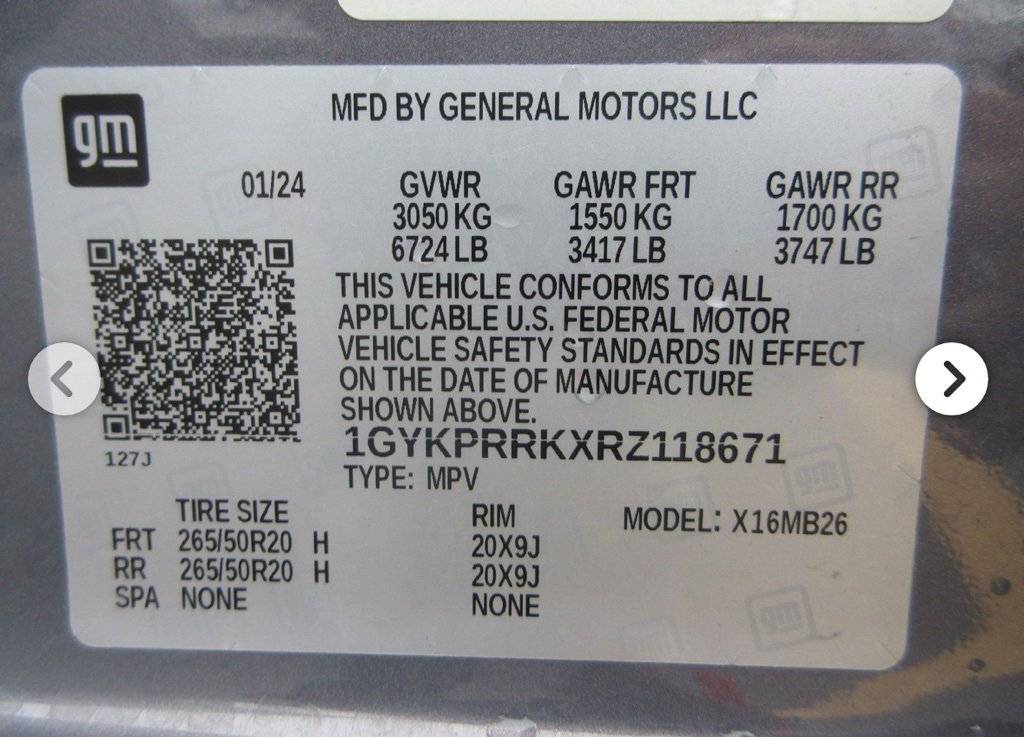 gm
MFD BY GENERAL MOTORS LLC
01/24 GVWR GAWR FRT GAWR RR
3050 KG 1550 KG 1700 KG
6724 LB 3417 LB 3747 LB
THIS VEHICLE CONFORMS TO ALL
APPLICABLE U.S. FEDERAL MOTOR
VEHICLE SAFETY STANDARDS IN EFFECT
ON THE DATE OF MANUFACTURE
SHOWN ABOVE.
1GYKPRRKXRZ118671
127J
TYPE: MPV
TIRE SIZE RIM MODEL: X16MB26
FRT 265/50R20 H 20X9J
RR 265/50R20 H 20X9J
SPA NONE NONE